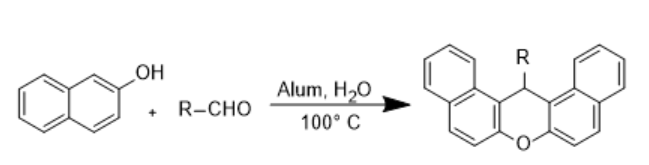 OH
+
R–CHO
Alum, H₂O
100° C
R
O